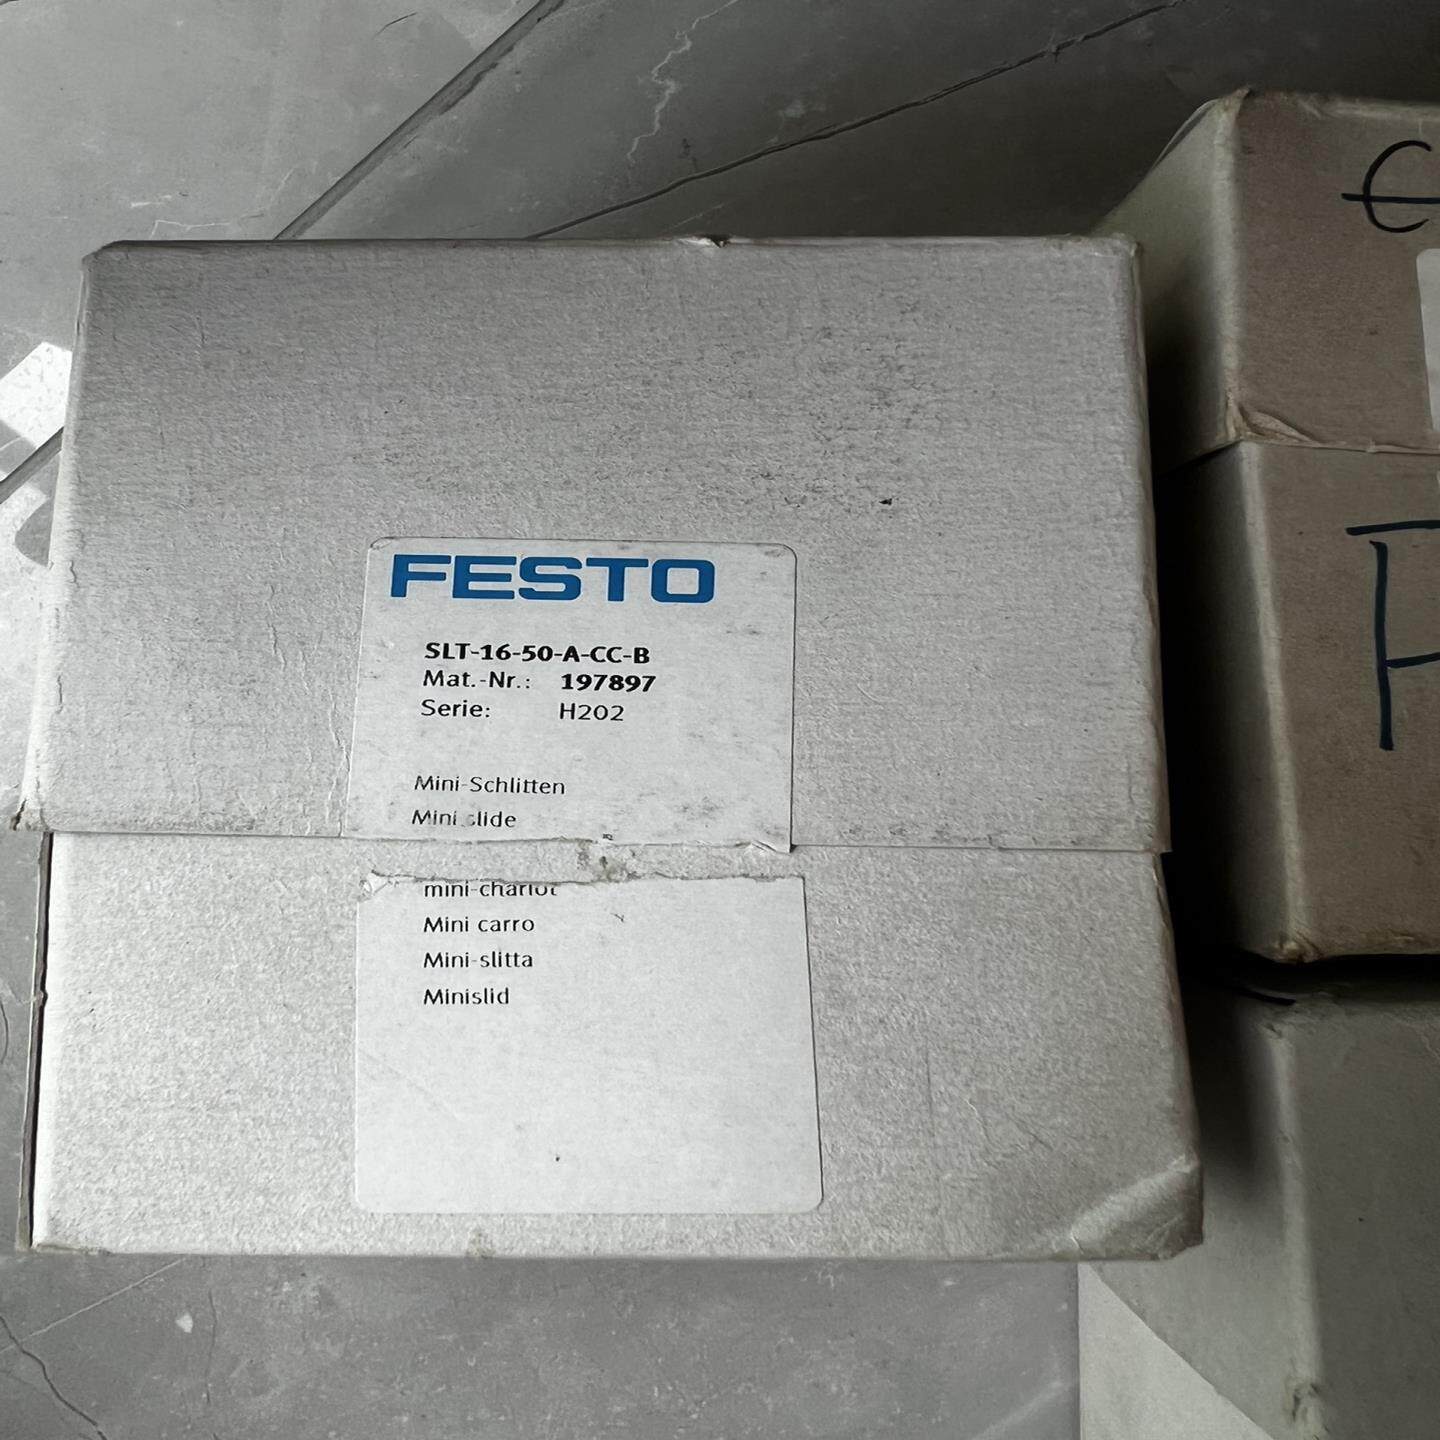 FESTO
SLT-16-50-A-CC-B
Mat.-Nr.: 197897
Serie: H202
Mini-Schlitten
Mini slide
mini-chariot
Mini carro
Mini-slitta
Minislid